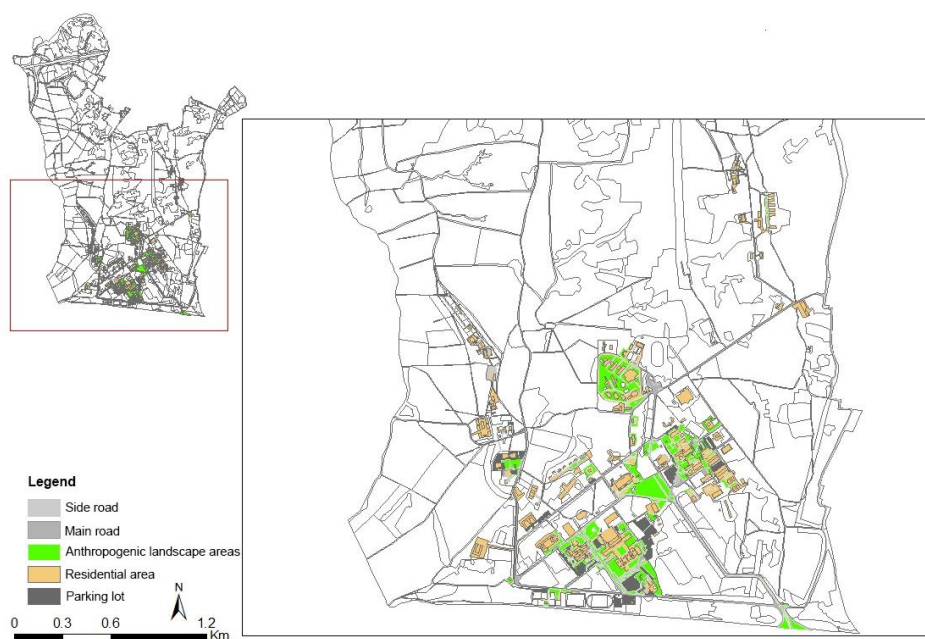 Legend
Side road
Main road
Anthropogenic landscape areas
Residential area
Parking lot
N
0 0.3 0.6 1.2
Km